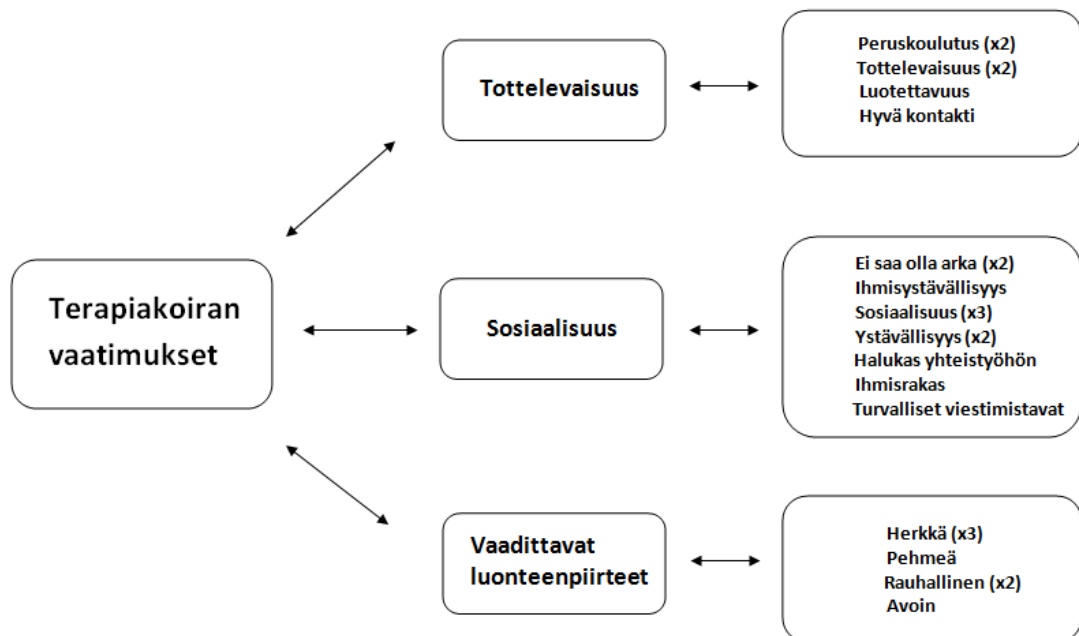 Terapiakoiran
vaatimukset
Tottelevaisuus
Peruskoulutus (x2)
Tottelevaisuus (x2)
Luotettavuus
Hyvä kontakti
Sosiaalisuus
Ei saa olla arka (x2)
Ihmisystävällisyys
Sosiaalisuus (x3)
Ystävällisyys (x2)
Halukas yhteistyöhön
Ihmisrakas
Turvalliset viestimistavat
Vaadittavat
luonteenpiirteet
Herkkä (x3)
Pehmeä
Rauhallinen (x2)
Avoin